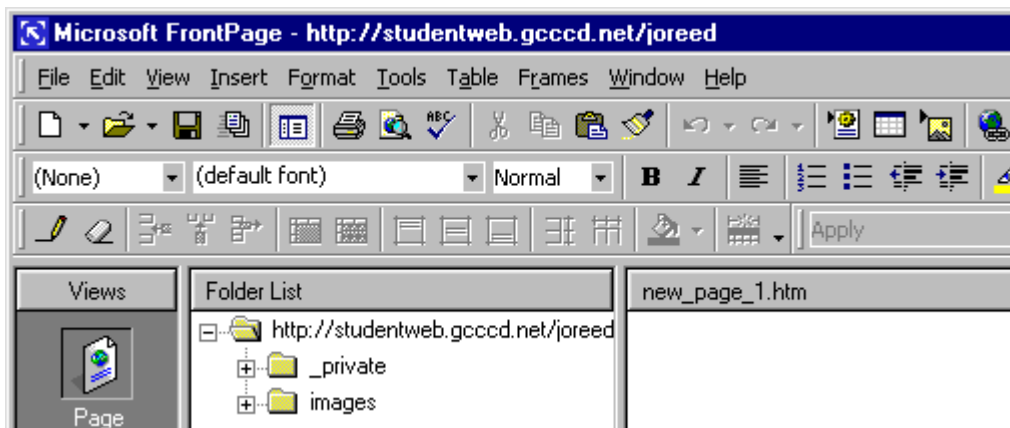 Microsoft FrontPage - http://studentweb.gcccd.net/joreed
File Edit View Insert Format Tools Table Frames Window Help
ABC
(None) (default font) Normal B I
Apply
Views Folder List new_page_1.htm
http://studentweb.gcccd.net/joreed
_private
images
Page